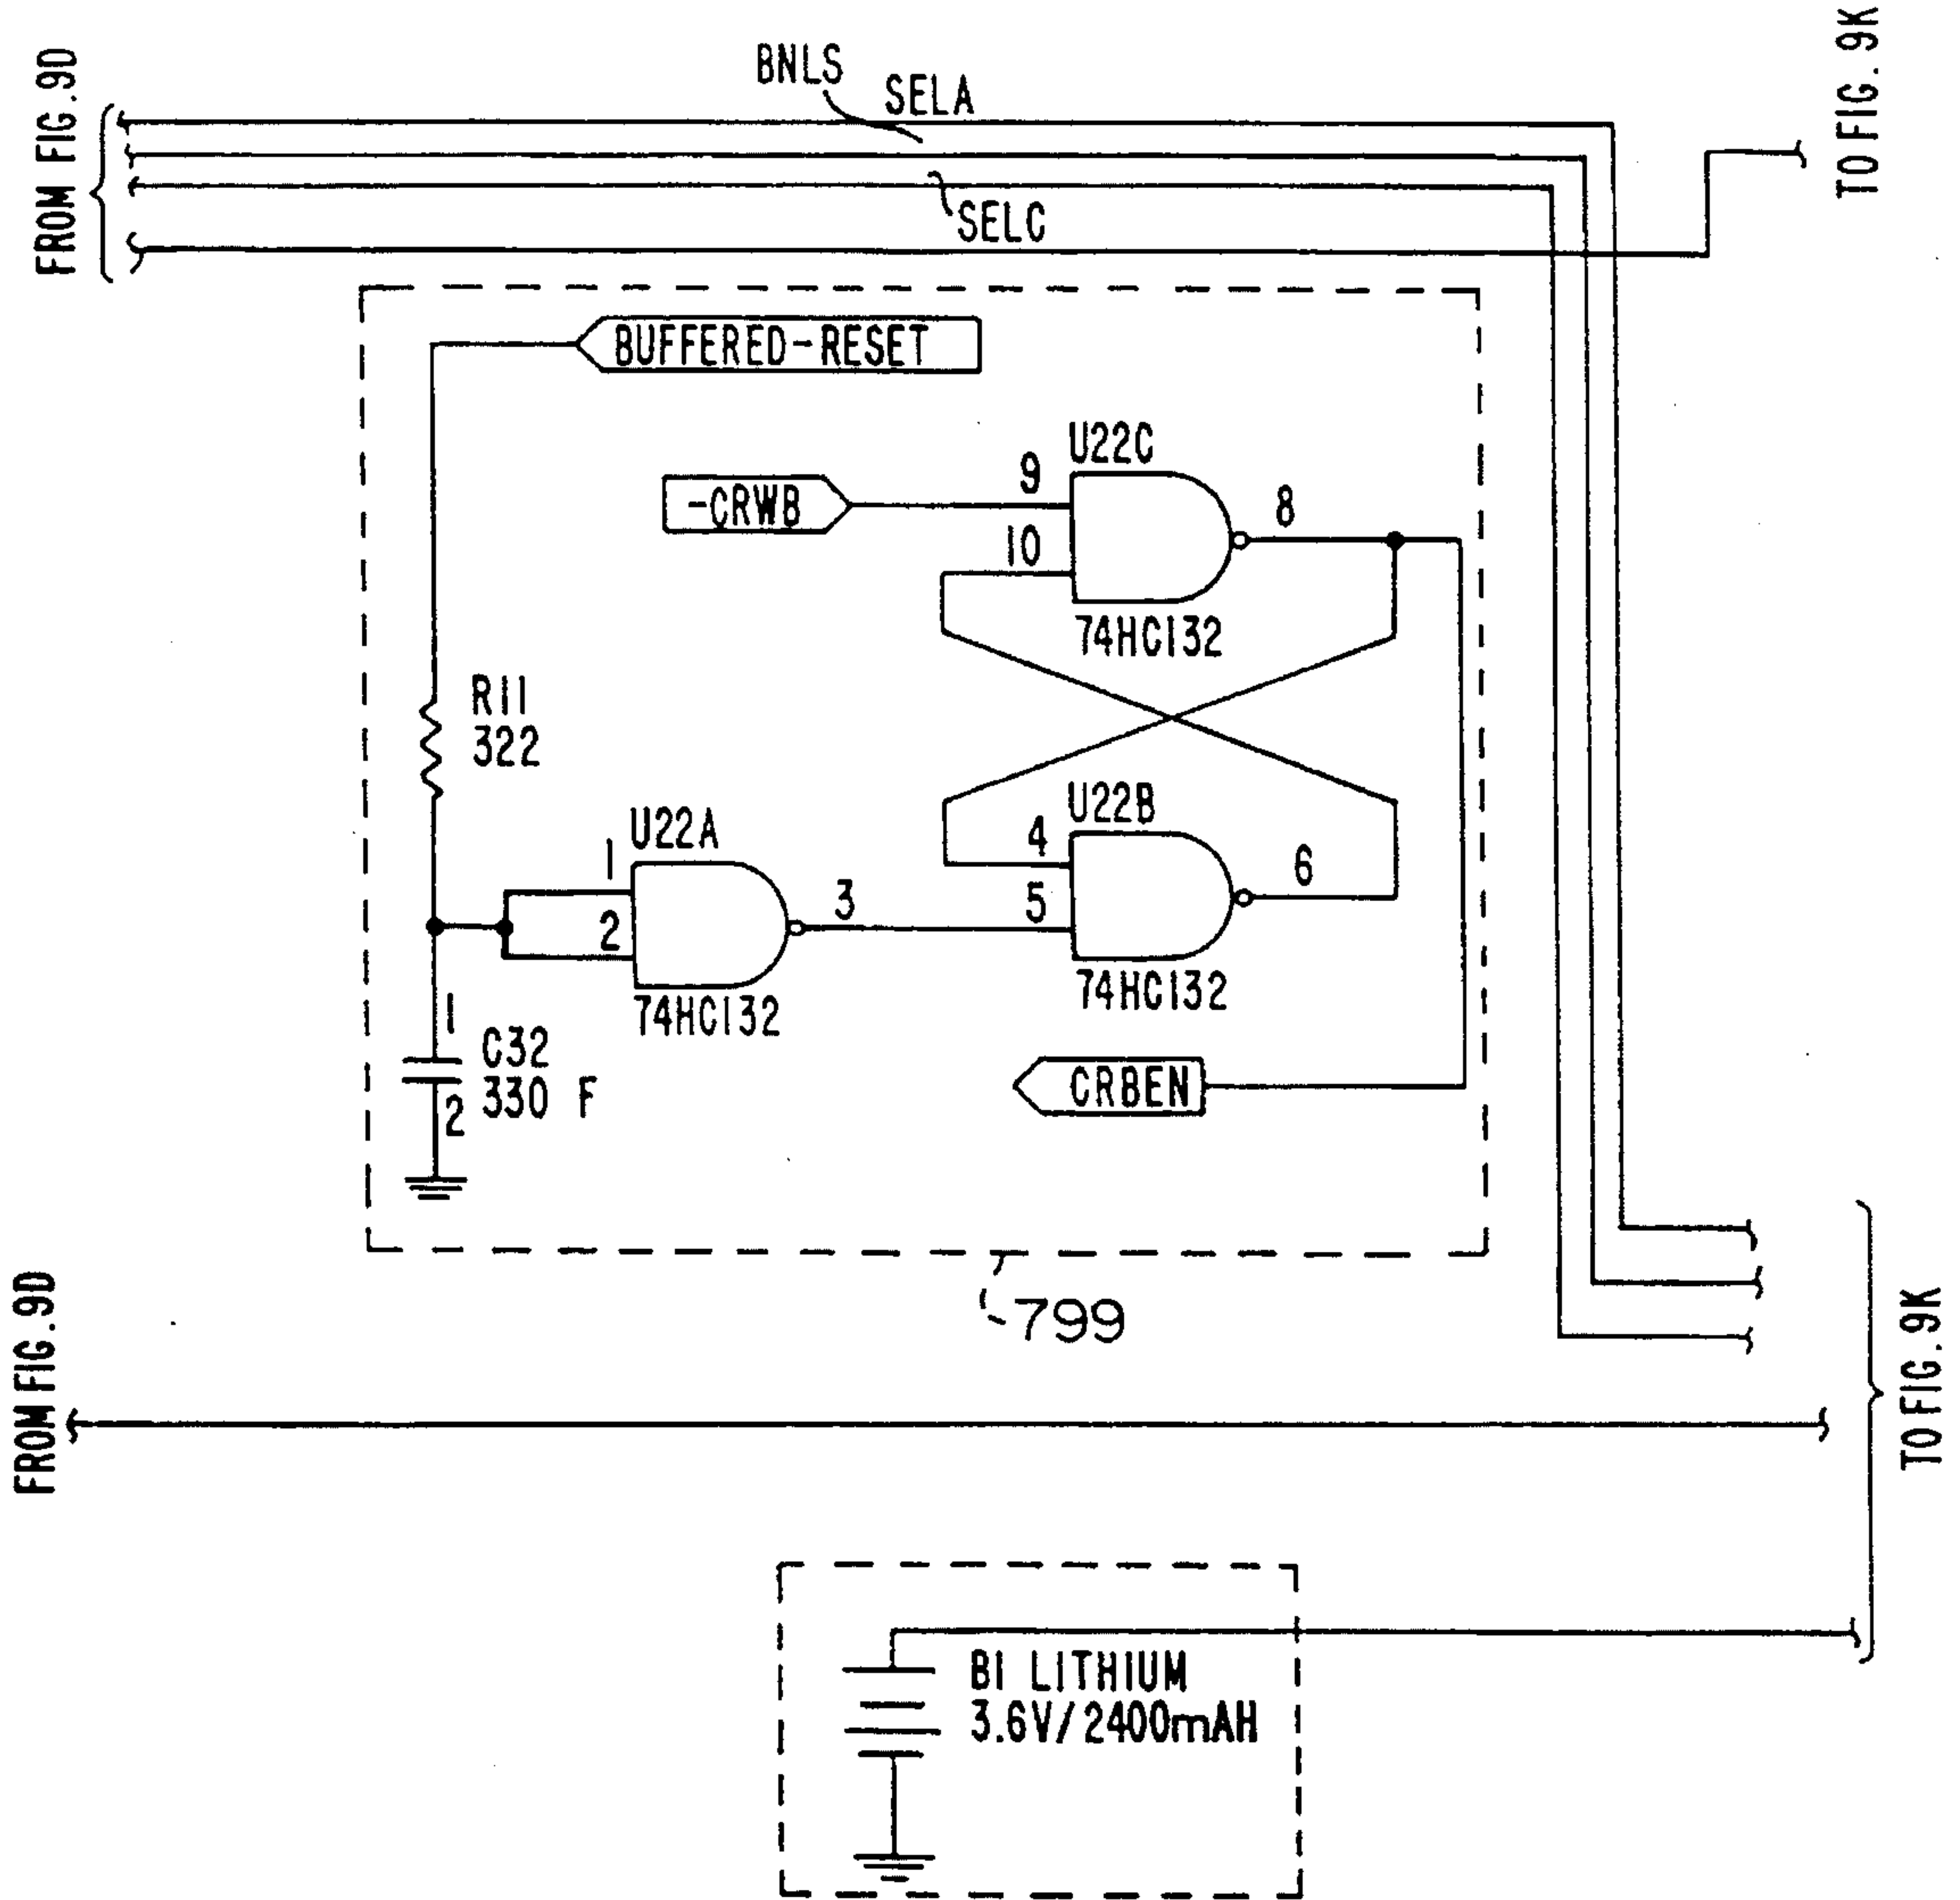 FROM FIG.9D
BNLS
SELA
SELC
TO FIG. 9K
BUFFERED-RESET
U22C
-CRWB
9
10
8
74HC132
R11
322
U22A
1
2
3
74HC132
U22B
4
5
6
74HC132
1
C32
330 F
2
CRBEN
799
FROM FIG.9D
TO FIG. 9K
B1 LITHIUM
3.6V/2400mAH